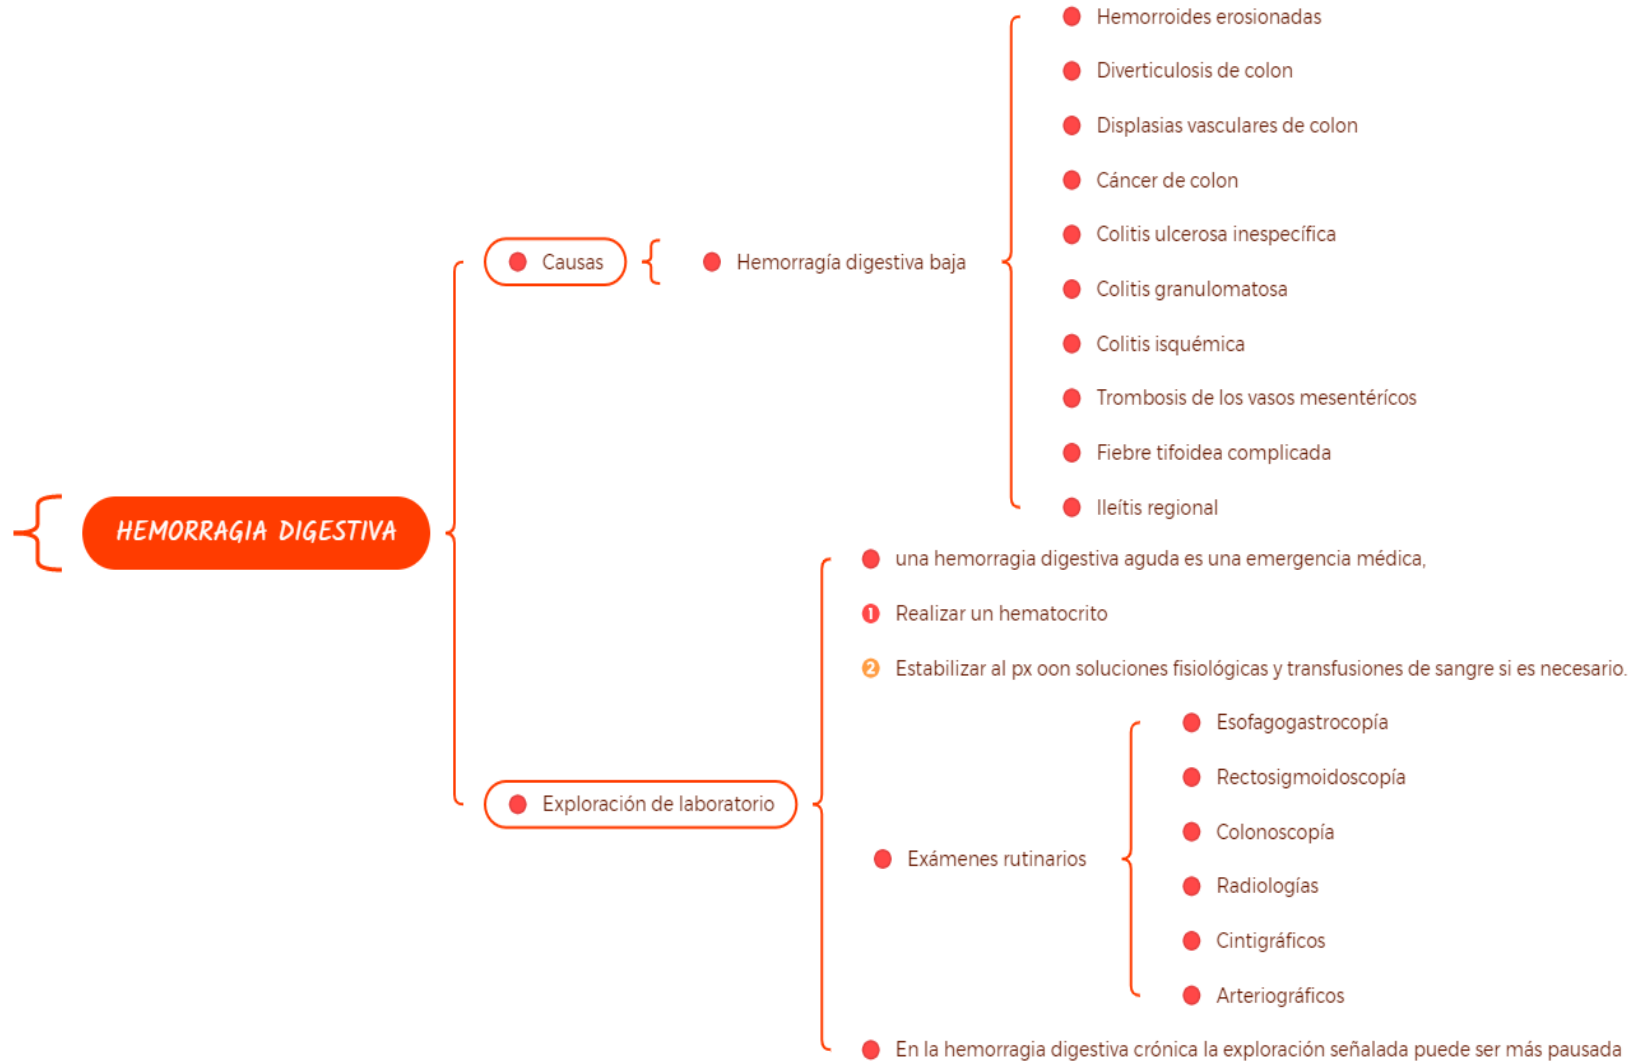 HEMORRAGIA DIGESTIVA
Causas
Hemorragía digestiva baja
Hemorroides erosionadas
Diverticulosis de colon
Displasias vasculares de colon
Cáncer de colon
Colitis ulcerosa inespecífica
Colitis granulomatosa
Colitis isquémica
Trombosis de los vasos mesentérícos
Fiebre tifoidea complicada
Ileítis regional
Exploración de laboratorio
una hemorragia digestiva aguda es una emergencia médica,
1 Realizar un hematocrito
2 Estabilizar al px oon soluciones fisiológicas y transfusiones de sangre si es necesario.
Exámenes rutinarios
Esofagogastrocopía
Rectosigmoidoscopía
Colonoscopía
Radiologías
Cintigráficos
Arteriográficos
En la hemorragia digestiva crónica la exploración señalada puede ser más pausada